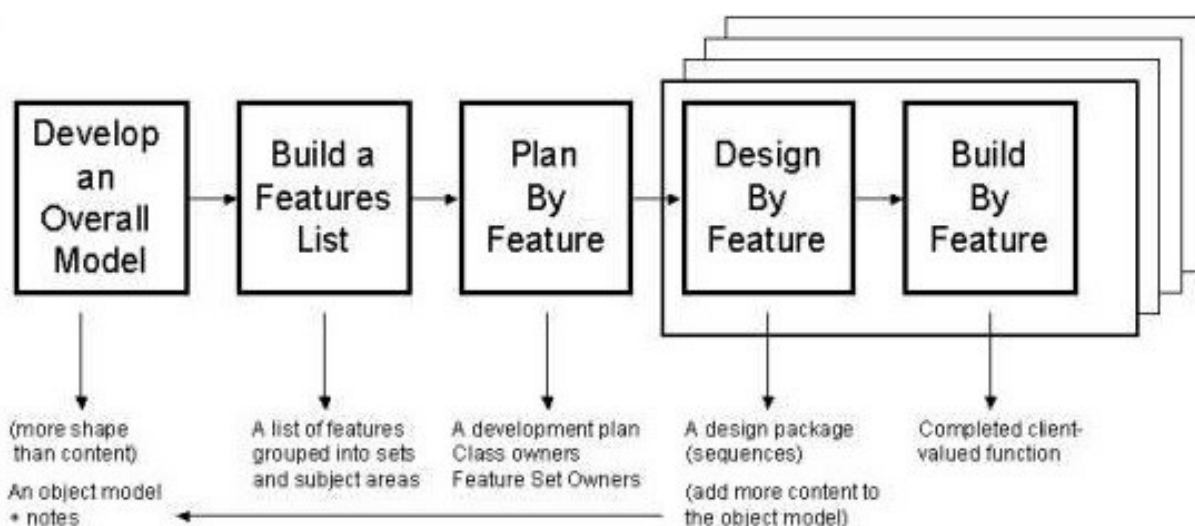 Develop
an
Overall
Model
Build a
Features
List
Plan
By
Feature
Design
By
Feature
Build
By
Feature
(more shape
than content)
An object model
+ notes
A list of features
grouped into sets
and subject areas
A development plan
Class owners
Feature Set Owners
A design package
(sequences)
(add more content to
the object model)
Completed client-
valued function